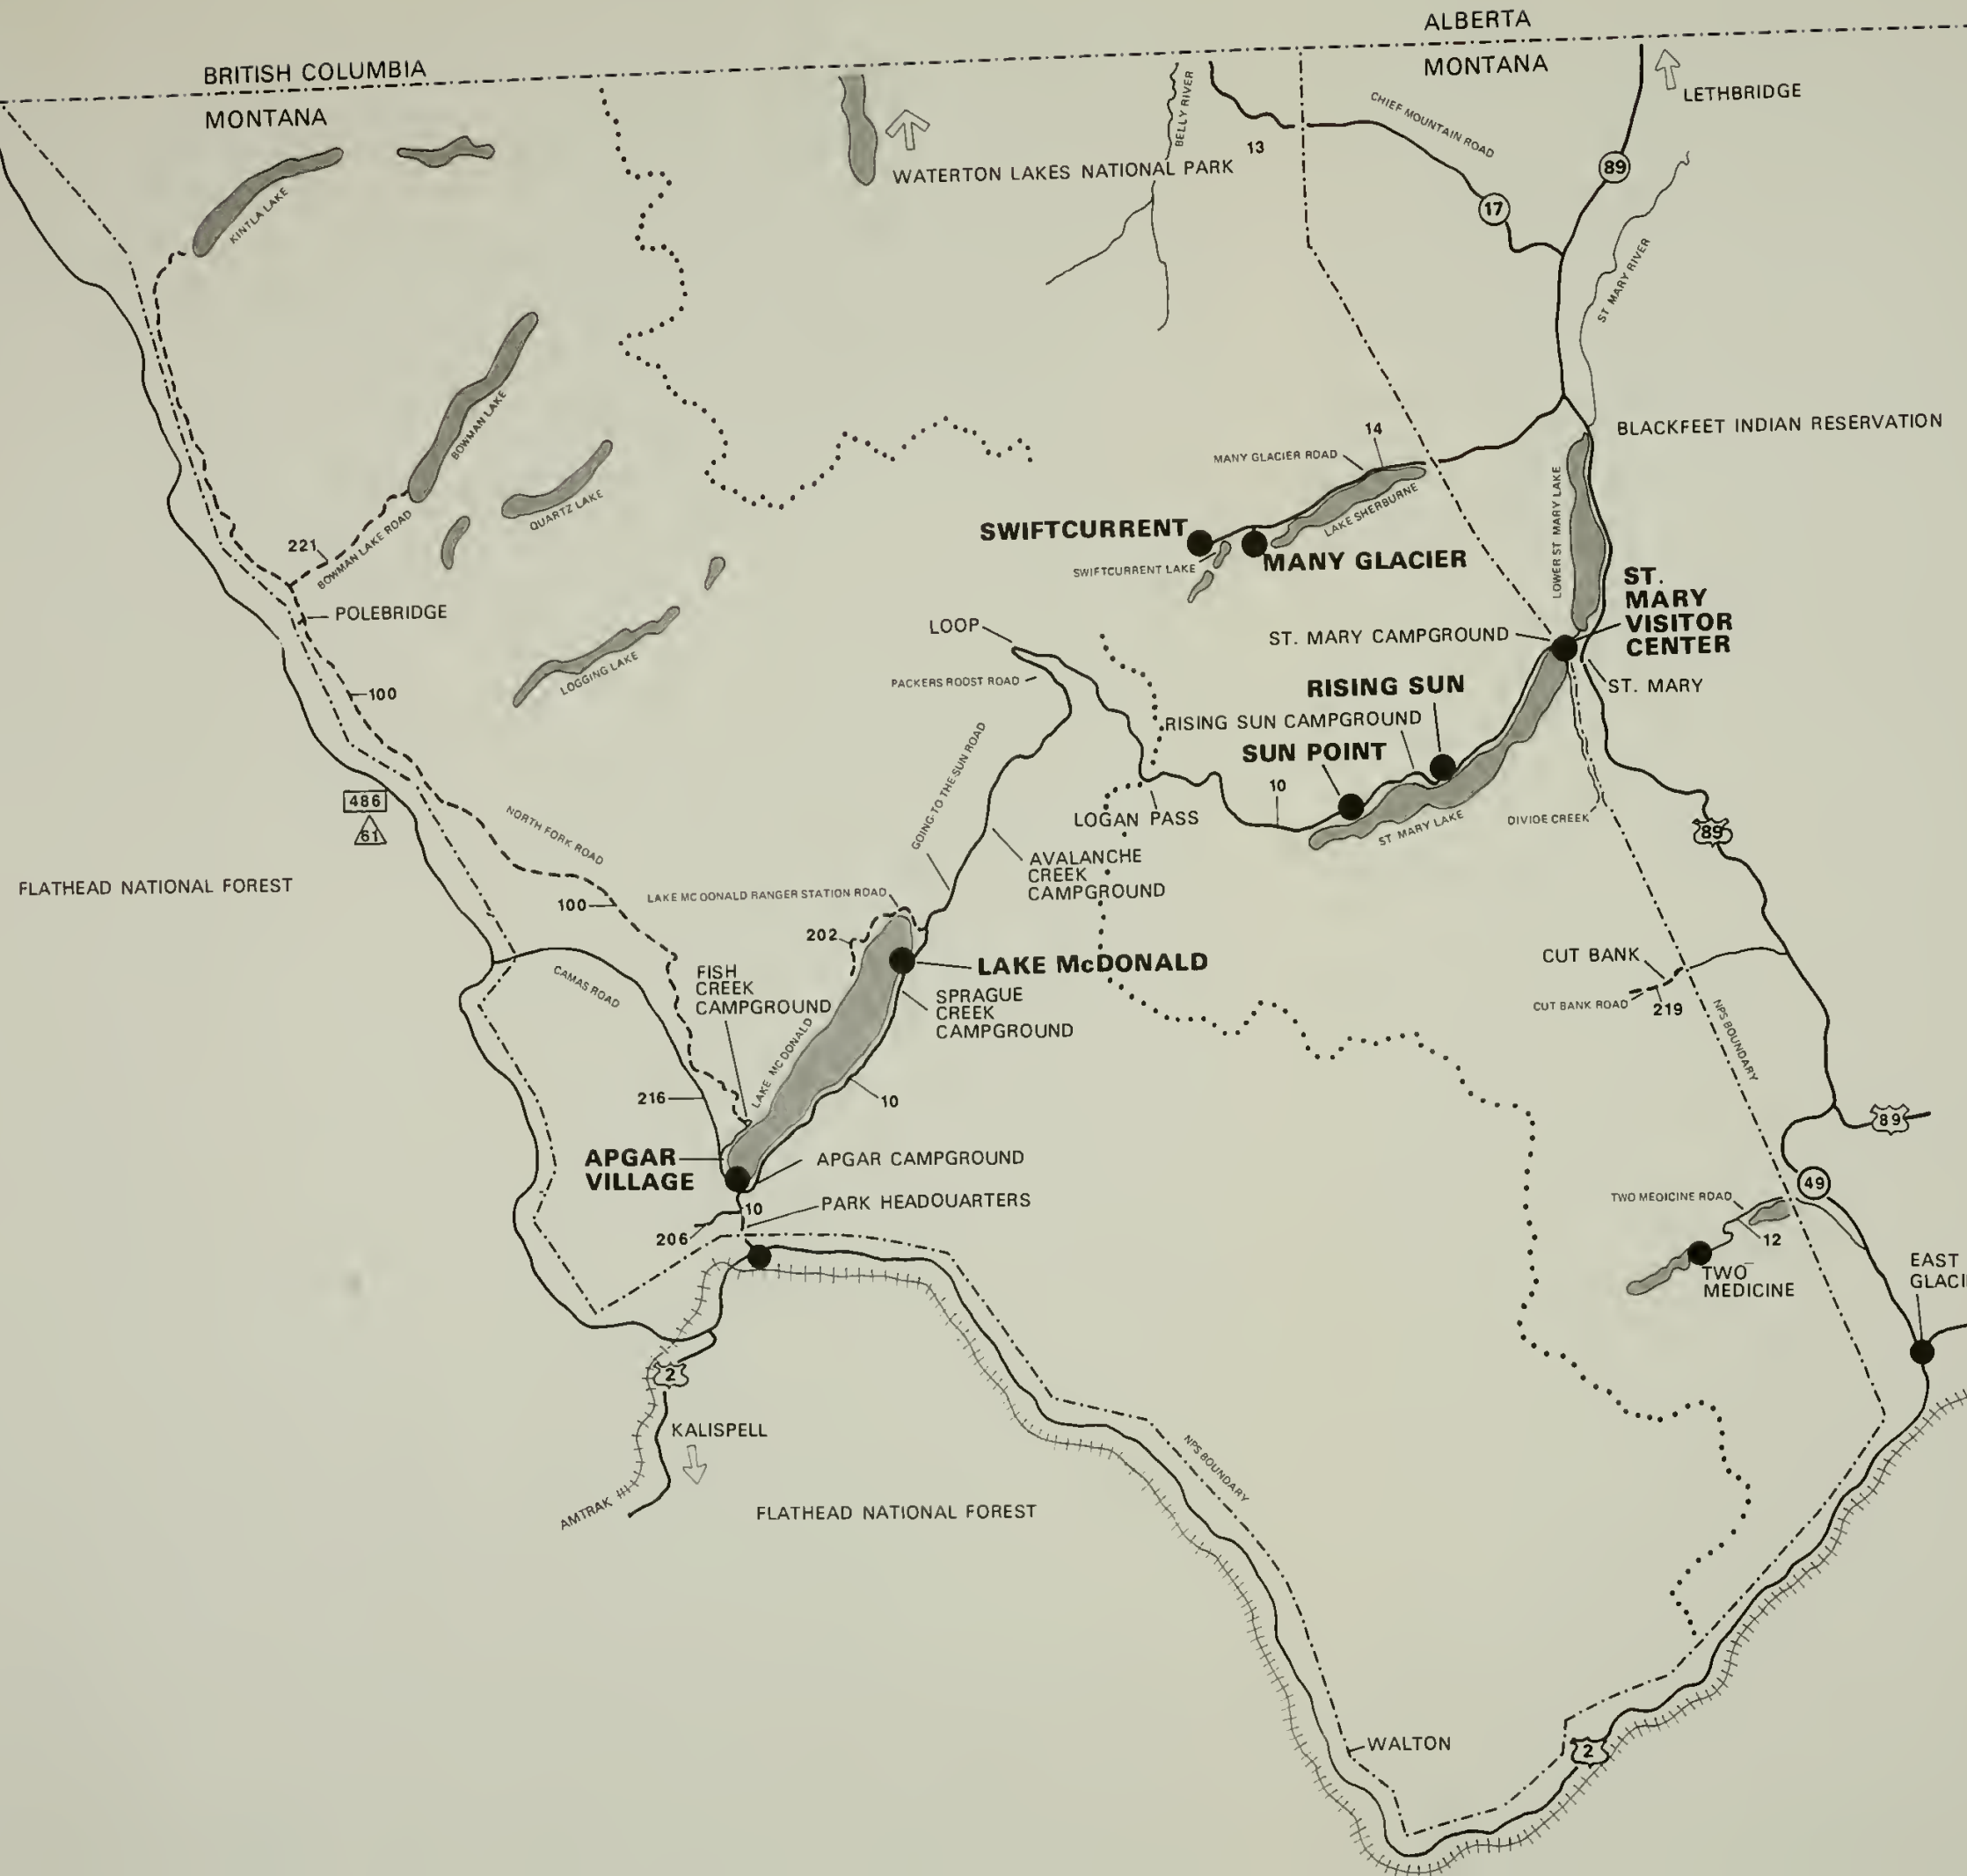 ALBERTA
BRITISH COLUMBIA
MONTANA
MONTANA
LETHBRIDGE
BELLY RIVER
CHIEF MOUNTAIN ROAD
13
89
WATERTON LAKES NATIONAL PARK
17
KINTLA LAKE
ST MARY RIVER
BOWMAN LAKE
14
BLACKFEET INDIAN RESERVATION
MANY GLACIER ROAD
QUARTZ LAKE
LAKE SHERBURNE
LOWER ST MARY LAKE
SWIFTCURRENT
MANY GLACIER
SWIFTCURRENT LAKE
221
BOWMAN LAKE ROAD
POLEBRIDGE
ST.
MARY
VISITOR
CENTER
LOOP
ST. MARY CAMPGROUND
LOGGING LAKE
PACKERS ROOST ROAD
100
RISING SUN
ST. MARY
RISING SUN CAMPGROUND
SUN POINT
GOING-TO-THE-SUN ROAD
10
486
61
LOGAN PASS
ST MARY LAKE
DIVIDE CREEK
89
NORTH FORK ROAD
AVALANCHE
CREEK
CAMPGROUND
FLATHEAD NATIONAL FOREST
LAKE MC DONALD RANGER STATION ROAD
100
202
LAKE McDONALD
CUT BANK
CAMAS ROAD
FISH
CREEK
CAMPGROUND
SPRAGUE
CREEK
CAMPGROUND
CUT BANK ROAD
219
NPS BOUNDARY
LAKE MC DONALD
216
10
89
APGAR
VILLAGE
APGAR CAMPGROUND
49
TWO MEDICINE ROAD
10
PARK HEADQUARTERS
206
12
TWO
MEDICINE
EAST
GLACI
2
KALISPELL
NPS BOUNDARY
AMTRAK
FLATHEAD NATIONAL FOREST
WALTON
2